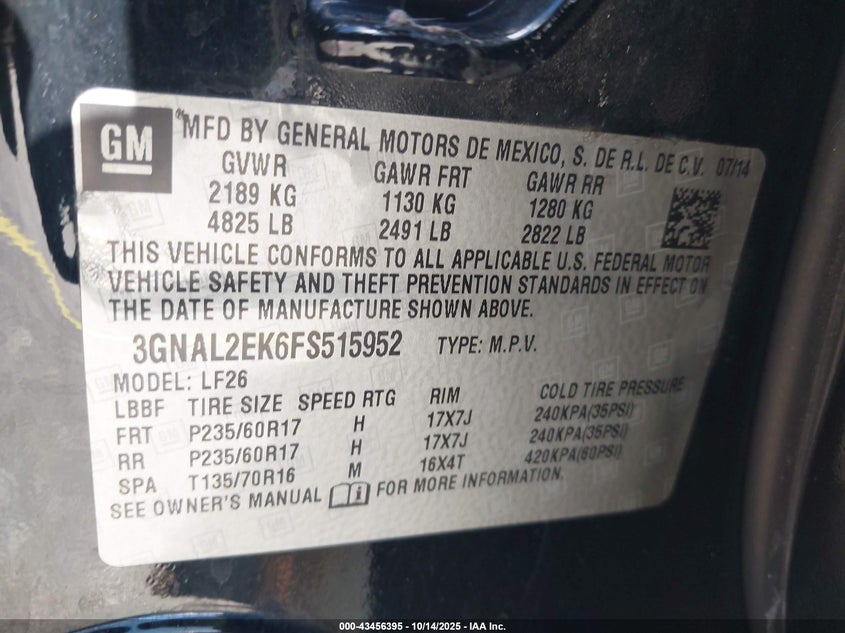 GM
MFD BY GENERAL MOTORS DE MEXICO, S. DE R.L. DE C.V. 07/14
GVWR GAWR FRT GAWR RR
2189 KG 1130 KG 1280 KG
4825 LB 2491 LB 2822 LB
THIS VEHICLE CONFORMS TO ALL APPLICABLE U.S. FEDERAL MOTOR
VEHICLE SAFETY AND THEFT PREVENTION STANDARDS IN EFFECT ON
THE DATE OF MANUFACTURE SHOWN ABOVE.
3GNAL2EK6FS515952 TYPE: M.P.V.
MODEL: LF26
LBBF TIRE SIZE SPEED RTG RIM COLD TIRE PRESSURE
FRT P235/60R17 H 17X7J 240KPA(35PSI)
RR P235/60R17 H 17X7J 240KPA(35PSI)
SPA T135/70R16 M 16X4T 420KPA(60PSI)
SEE OWNER'S MANUAL FOR MORE INFORMATION.
000-43456395 - 10/14/2025 - IAA Inc.